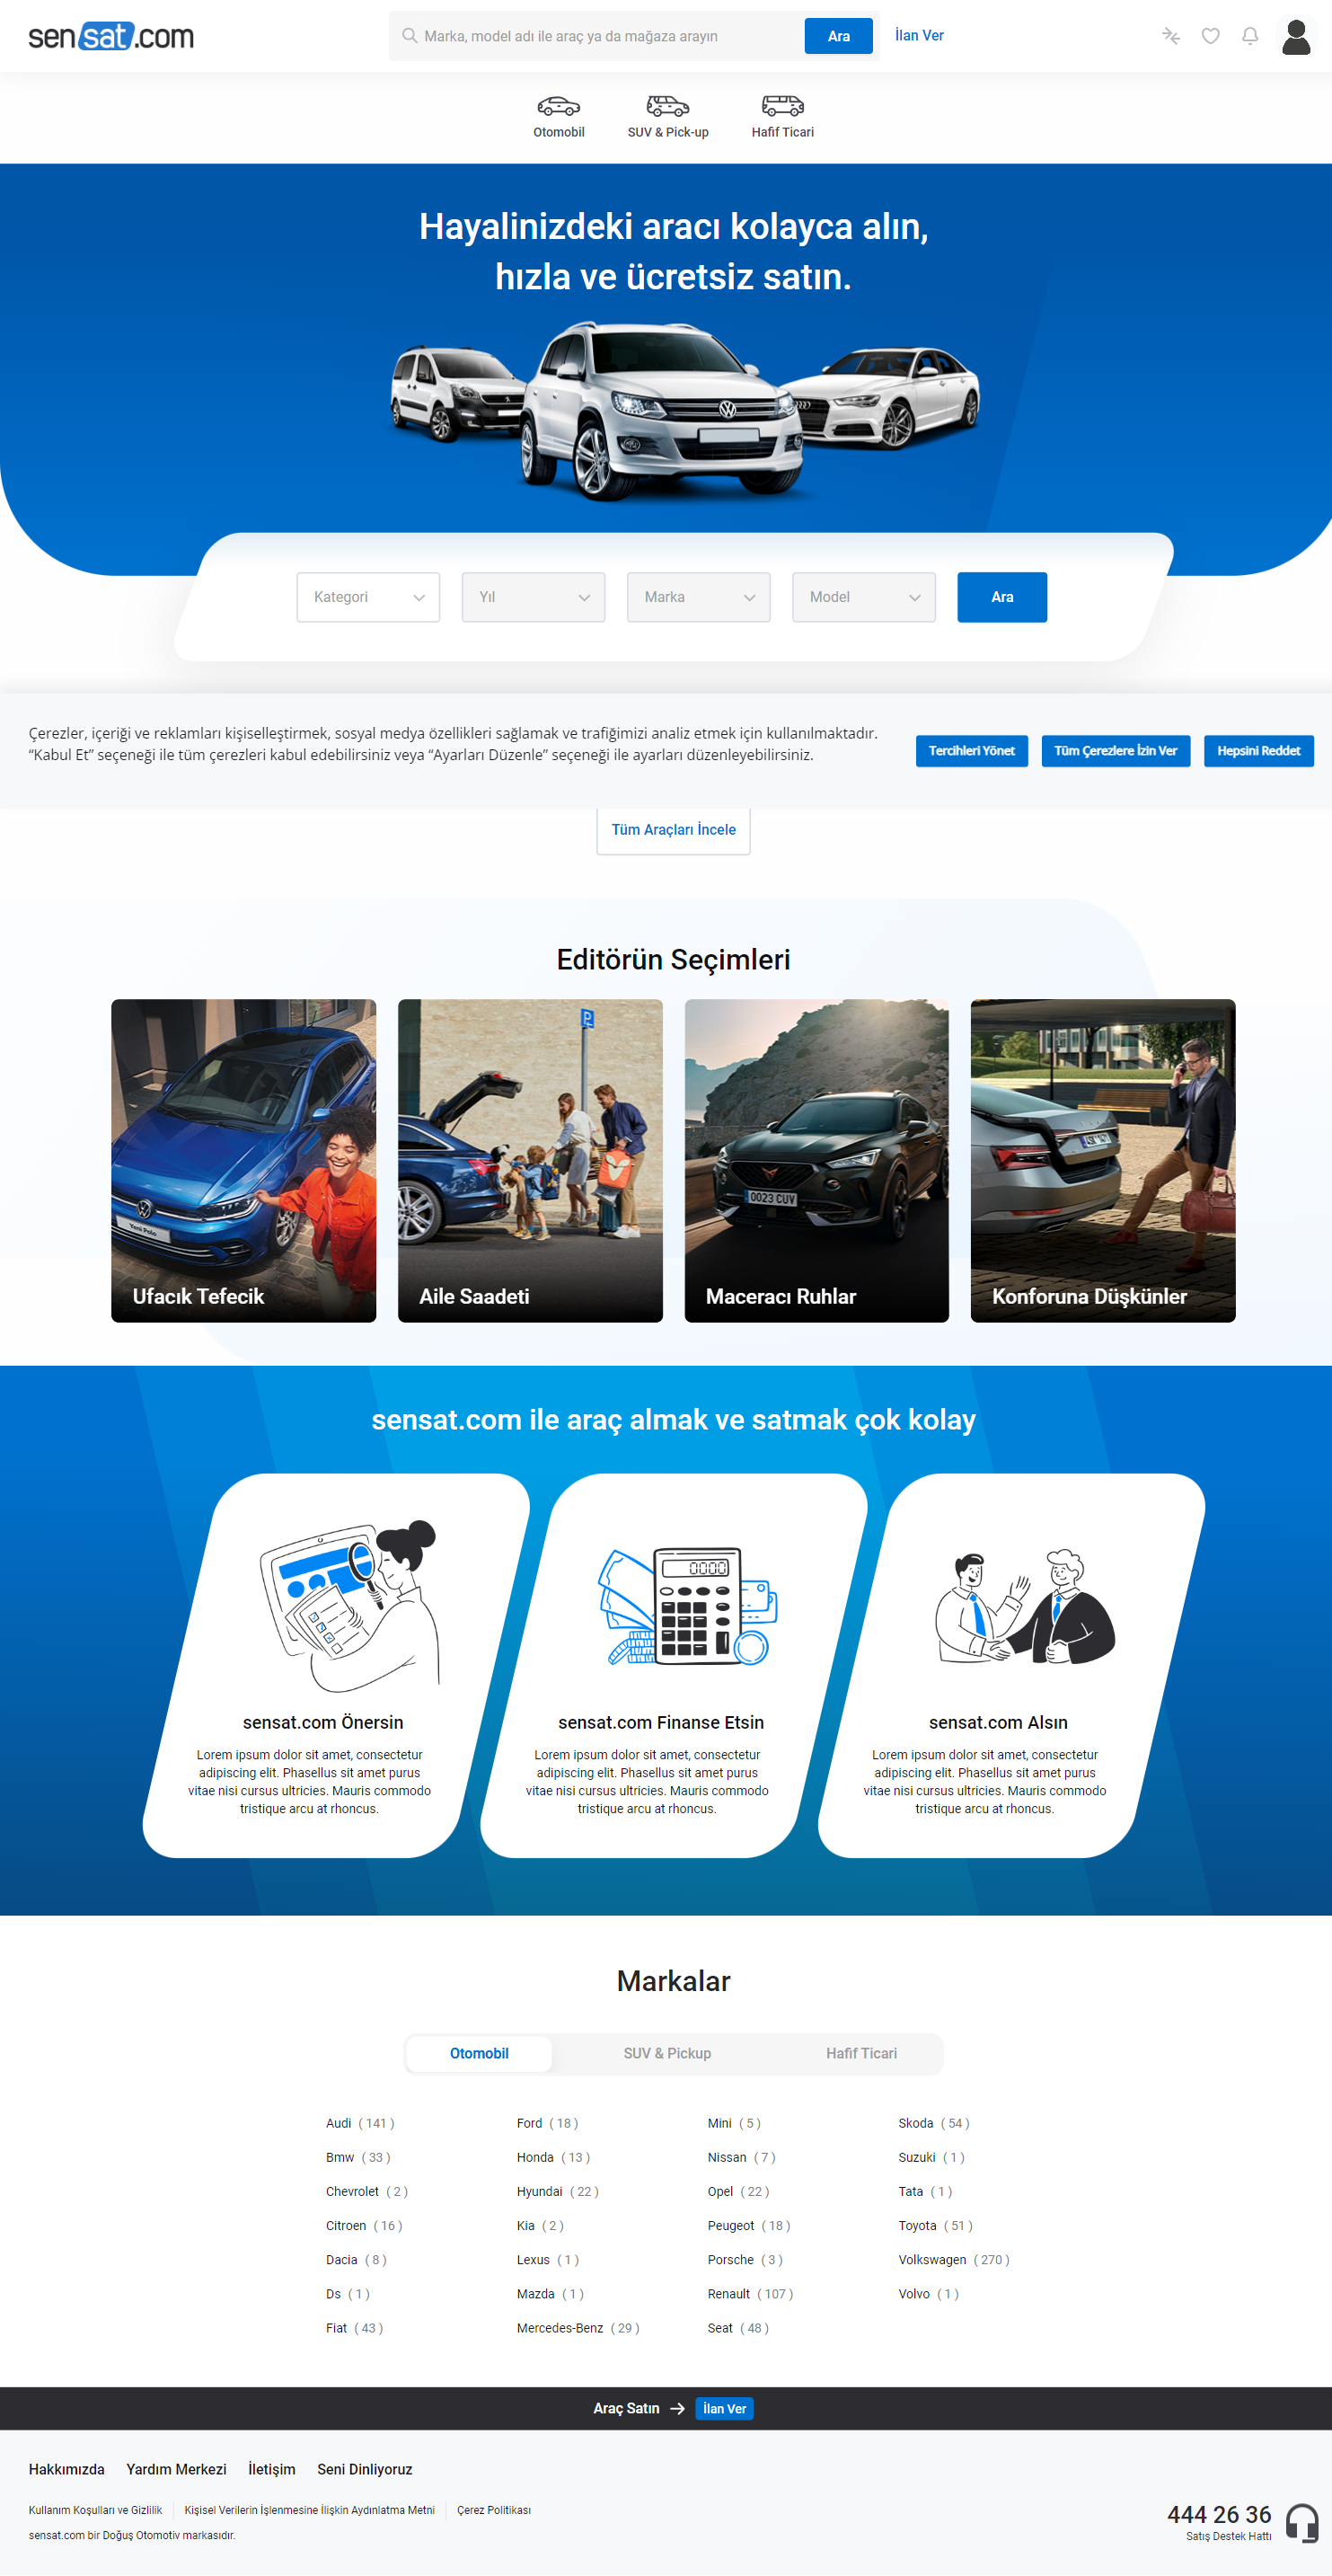 sensat.com
Marka, model adı ile araç ya da mağaza arayın
Ara
İlan Ver
Otomobil
SUV & Pick-up
Hafif Ticari
Hayalinizdeki aracı kolayca alın,
hızla ve ücretsiz satın.
Kategori
Yıl
Marka
Model
Ara
Çerezler, içeriği ve reklamları kişiselleştirmek, sosyal medya özellikleri sağlamak ve trafiğimizi analiz etmek için kullanılmaktadır.
“Kabul Et” seçeneği ile tüm çerezleri kabul edebilirsiniz veya “Ayarları Düzenle” seçeneği ile ayarları düzenleyebilirsiniz.
Tercihleri Yönet
Tüm Çerezlere İzin Ver
Hepsini Reddet
Tüm Araçları İncele
Editörün Seçimleri
P
Yeni Polo
0023 CUV
Ufacık Tefecik
Aile Saadeti
Maceracı Ruhlar
Konforuna Düşkünler
sensat.com ile araç almak ve satmak çok kolay
0000
sensat.com Önersin
Lorem ipsum dolor sit amet, consectetur
adipiscing elit. Phasellus sit amet purus
vitae nisi cursus ultricies. Mauris commodo
tristique arcu at rhoncus.
sensat.com Finanse Etsin
Lorem ipsum dolor sit amet, consectetur
adipiscing elit. Phasellus sit amet purus
vitae nisi cursus ultricies. Mauris commodo
tristique arcu at rhoncus.
sensat.com Alsın
Lorem ipsum dolor sit amet, consectetur
adipiscing elit. Phasellus sit amet purus
vitae nisi cursus ultricies. Mauris commodo
tristique arcu at rhoncus.
Markalar
Otomobil
SUV & Pickup
Hafif Ticari
Audi ( 141 )
Bmw ( 33 )
Chevrolet ( 2 )
Citroen ( 16 )
Dacia ( 8 )
Ds ( 1 )
Fiat ( 43 )
Ford ( 18 )
Honda ( 13 )
Hyundai ( 22 )
Kia ( 2 )
Lexus ( 1 )
Mazda ( 1 )
Mercedes-Benz ( 29 )
Mini ( 5 )
Nissan ( 7 )
Opel ( 22 )
Peugeot ( 18 )
Porsche ( 3 )
Renault ( 107 )
Seat ( 48 )
Skoda ( 54 )
Suzuki ( 1 )
Tata ( 1 )
Toyota ( 51 )
Volkswagen ( 270 )
Volvo ( 1 )
Araç Satın → İlan Ver
Hakkımızda
Yardım Merkezi
İletişim
Seni Dinliyoruz
Kullanım Koşulları ve Gizlilik
Kişisel Verilerin İşlenmesine İlişkin Aydınlatma Metni
Çerez Politikası
sensat.com bir Doğuş Otomotiv markasıdır.
444 26 36
Satış Destek Hattı